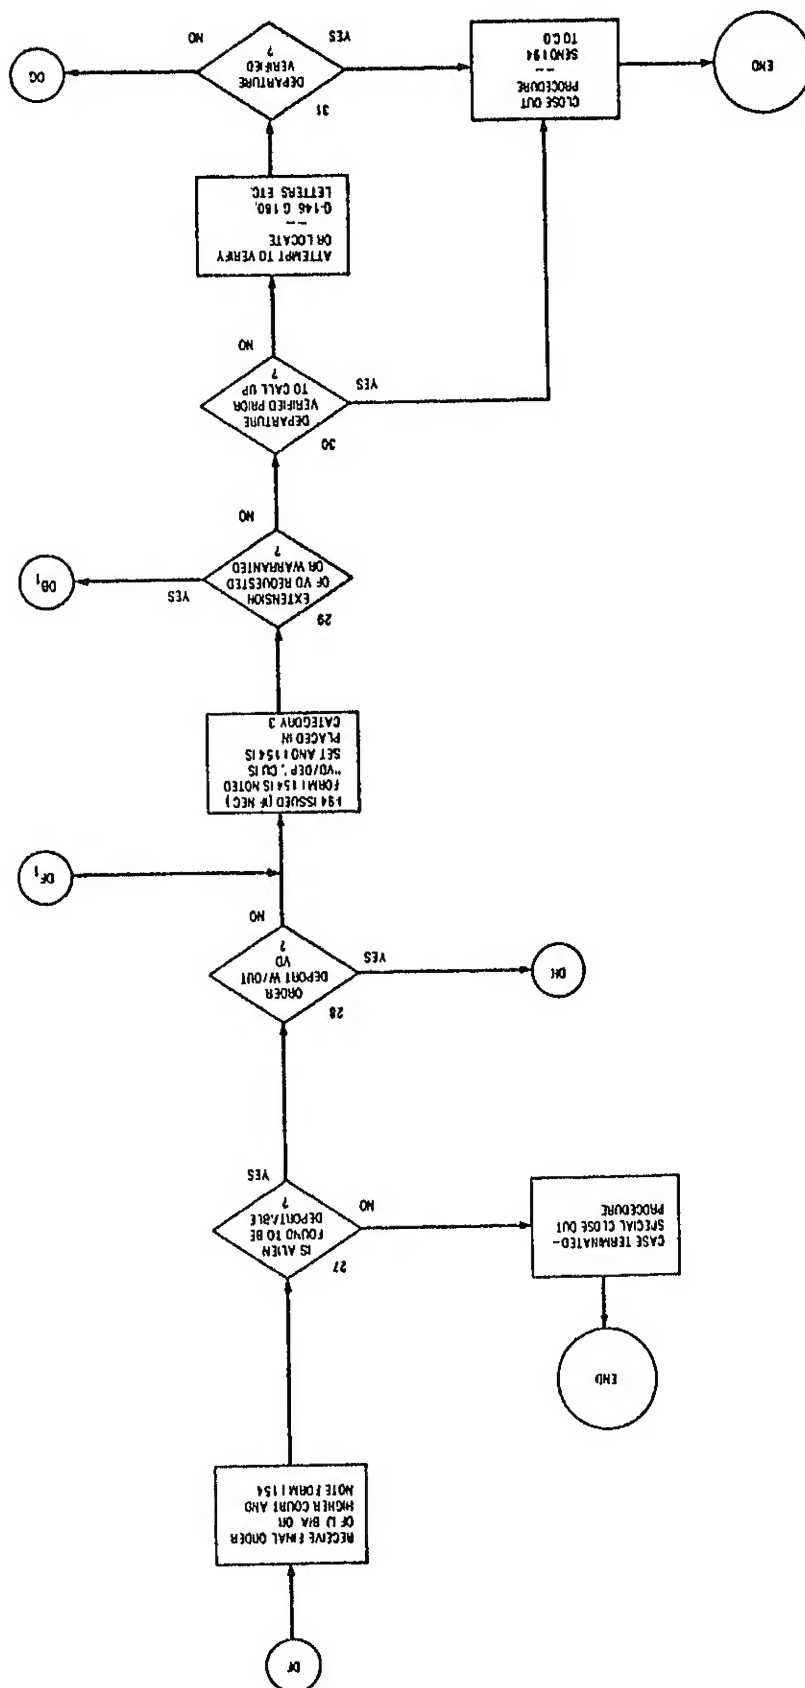 DF
RECEIVE FINAL ORDER
OF IJ BIA OR
HIGHER COURT AND
NOTE FORM I 154
27
IS ALIEN
FOUND TO BE
DEPORTABLE
?
NO
CASE TERMINATED-
SPECIAL CLOSE OUT
PROCEDURE
END
YES
28
ORDER
DEPORT W/OUT
VD
?
YES
DH
NO
DF1
I-94 ISSUED (IF NEC)
FORM I 154 IS NOTED
"VD/DEP", CU IS
SET AND I 154 IS
PLACED IN
CATEGORY 3
29
EXTENSION
OF VD REQUESTED
OR WARRANTED
?
YES
DB1
NO
30
DEPARTURE
VERIFIED PRIOR
TO CALL UP
?
YES
NO
ATTEMPT TO VERIFY
OR LOCATE
--
G-146 G 180,
LETTERS ETC.
31
DEPARTURE
VERIFIED
?
NO
DG
YES
CLOSE OUT
PROCEDURE
--
SEND I 94
TO C.O
END